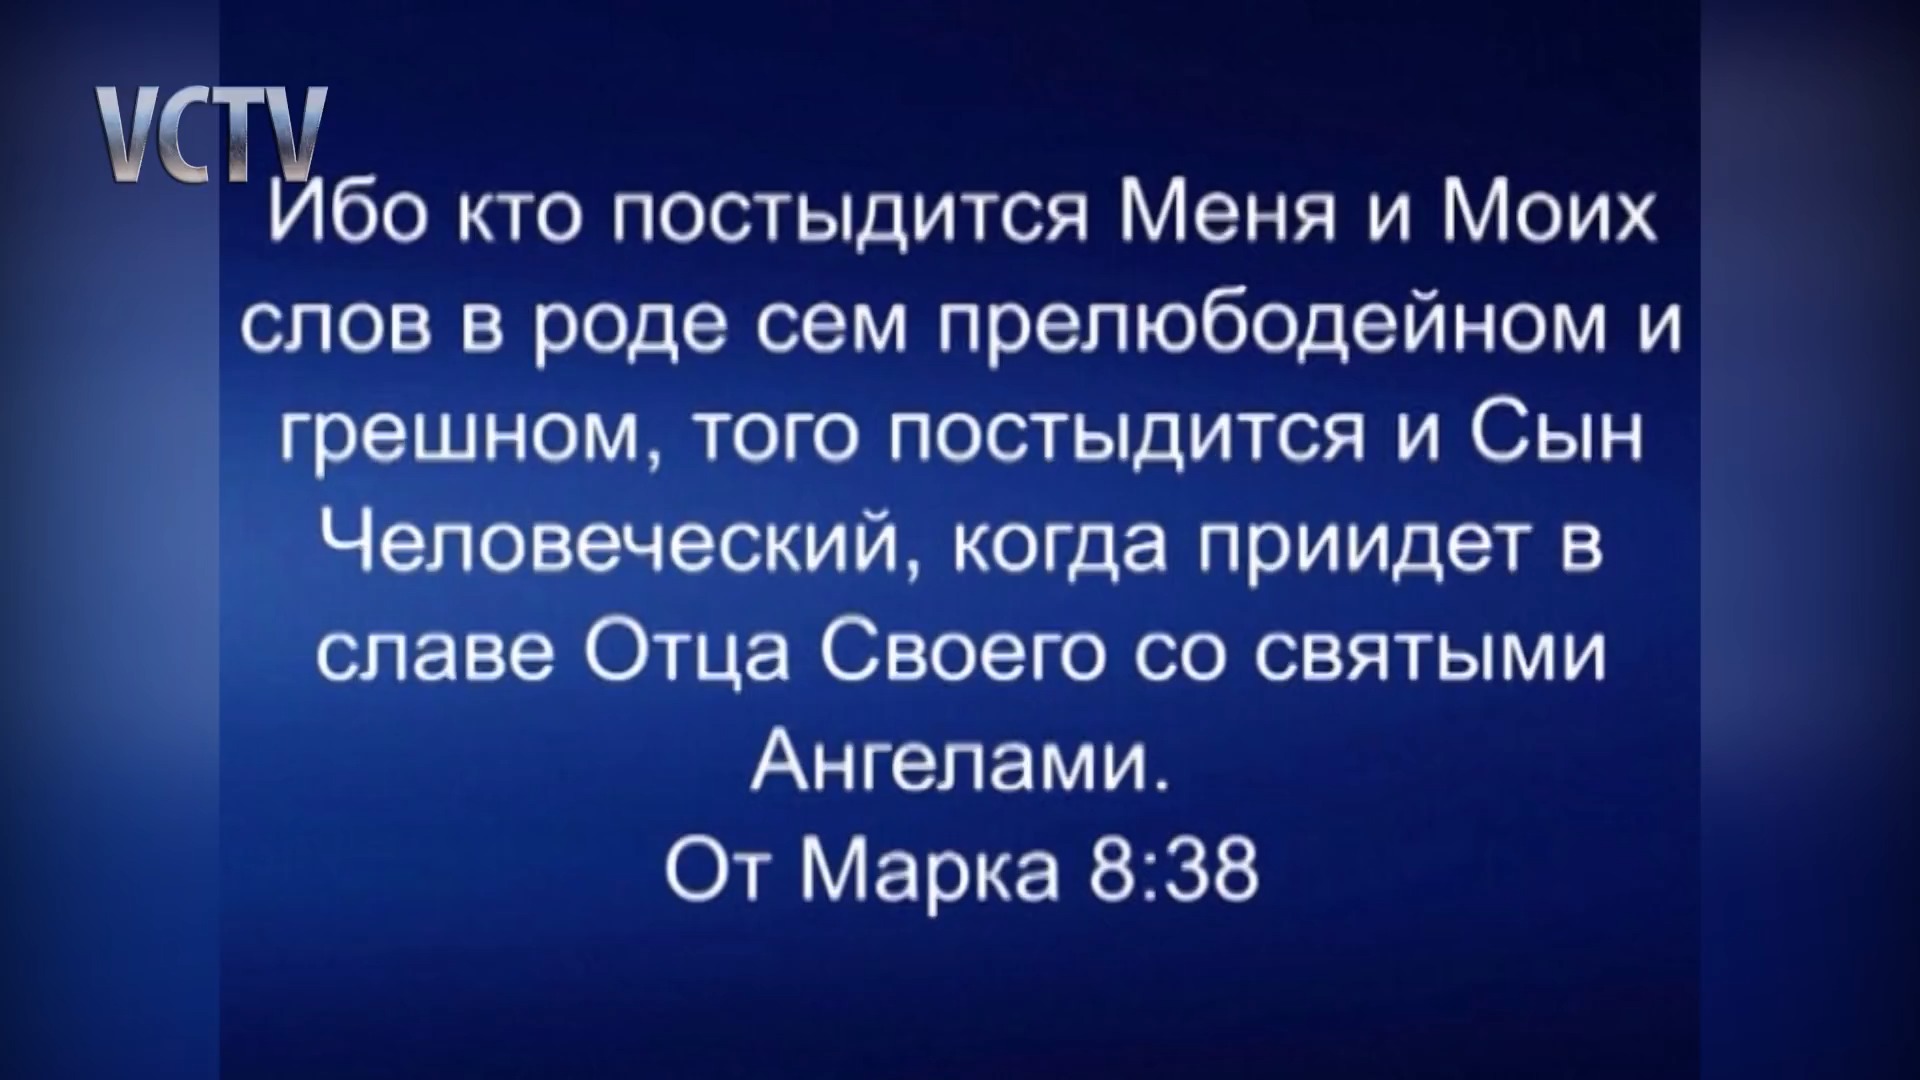 VCTV
Ибо кто постыдится Меня и Моих
слов в роде сем прелюбодейном и
грешном, того постыдится и Сын
Человеческий, когда приидет в
славе Отца Своего со святыми
Ангелами.
От Марка 8:38